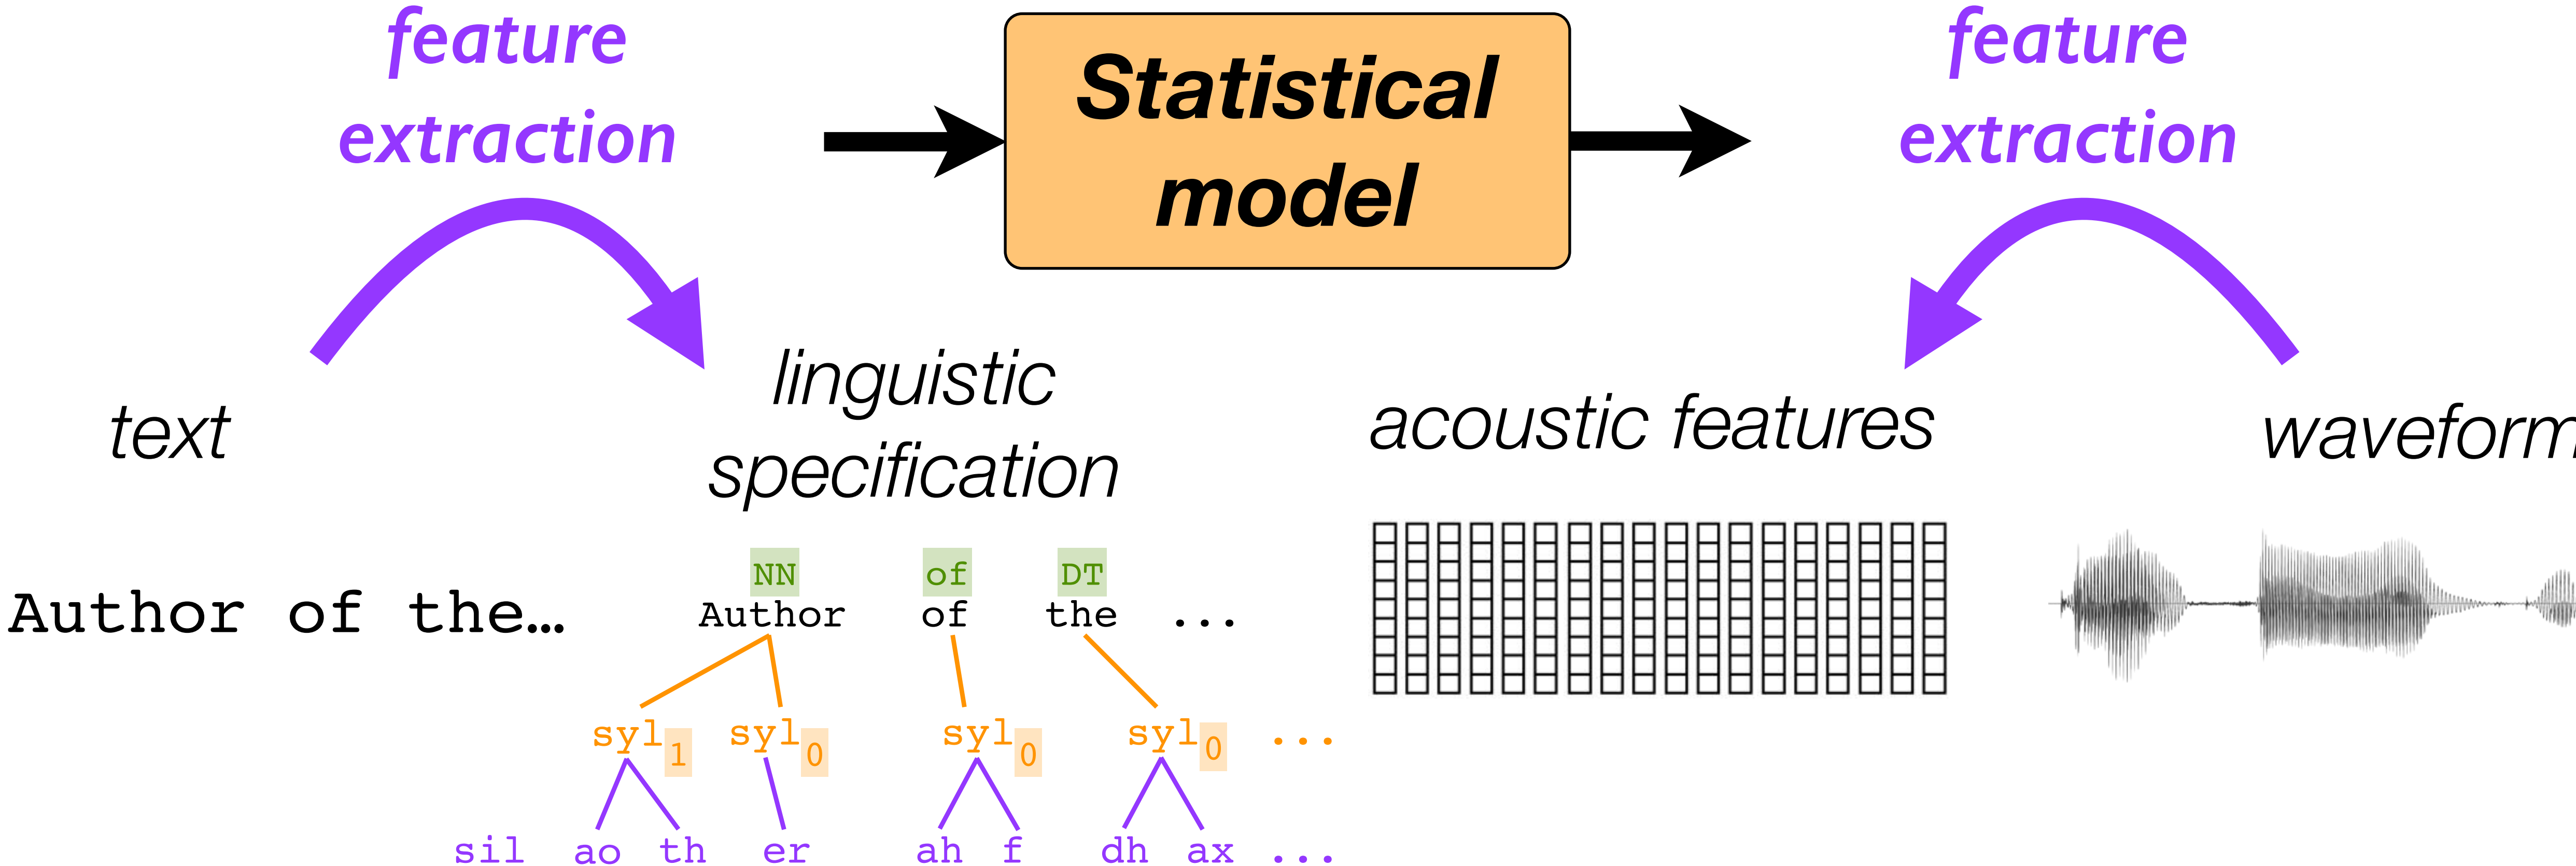 feature
extraction
Statistical
model
feature
extraction
text
linguistic
specification
acoustic features
waveform
Author of the…
NN of DT
Author of the ...
syl1 syl0 syl0 syl0 ...
sil ao th er ah f dh ax ...